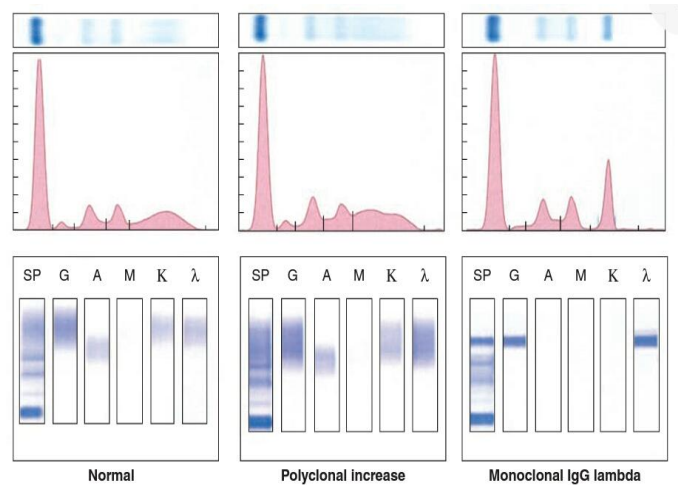 SP G A M K λ
SP G A M K λ
SP G A M K λ
Normal
Polyclonal increase
Monoclonal IgG lambda